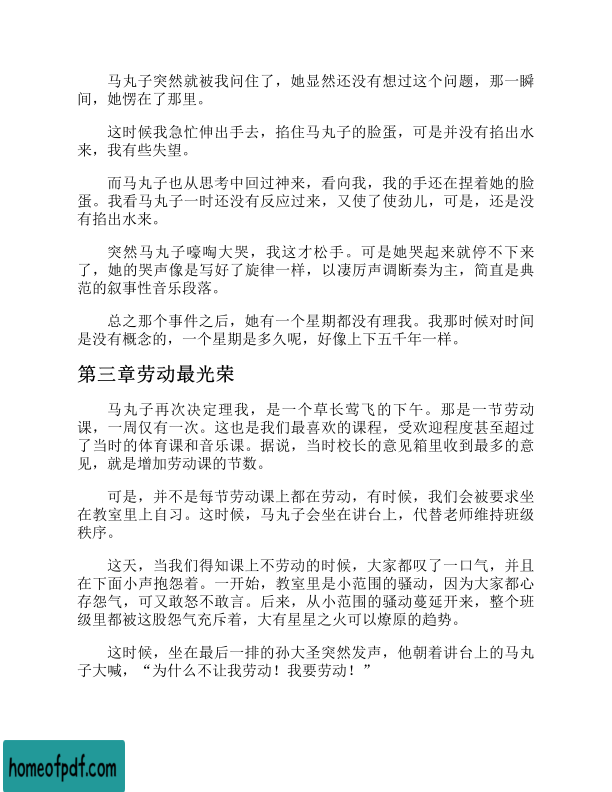 马丸子突然就被我问住了，她显然还没有想过这个问题，那一瞬
间，她愣在了那里。
这时候我急忙伸出手去，掐住马丸子的脸蛋，可是并没有掐出水
来，我有些失望。
而马丸子也从思考中回过神来，看向我，我的手还在捏着她的脸
蛋。我看马丸子一时还没有反应过来，又使了使劲儿，可是，还是没
有掐出水来。
突然马丸子嚎啕大哭，我这才松手。可是她哭起来就停不下来
了，她的哭声像是写好了旋律一样，以凄厉声调断奏为主，简直是典
范的叙事性音乐段落。
总之那个事件之后，她有一个星期都没有理我。我那时候对时间
是没有概念的，一个星期是多久呢，好像上下五千年一样。
第三章劳动最光荣
马丸子再次决定理我，是一个草长莺飞的下午。那是一节劳动
课，一周仅有一次。这也是我们最喜欢的课程，受欢迎程度甚至超过
了当时的体育课和音乐课。据说，当时校长的意见箱里收到最多的意
见，就是增加劳动课的节数。
可是，并不是每节劳动课上都在劳动，有时候，我们会被要求坐
在教室里上自习。这时候，马丸子会坐在讲台上，代替老师维持班级
秩序。
这天，当我们得知课上不劳动的时候，大家都叹了一口气，并且
在下面小声抱怨着。一开始，教室里是小范围的骚动，因为大家都心
存怨气，可又敢怒不敢言。后来，从小范围的骚动蔓延开来，整个班
级里都被这股怨气充斥着，大有星星之火可以燎原的趋势。
这时候，坐在最后一排的孙大圣突然发声，他朝着讲台上的马丸
子大喊，“为什么不让我劳动！我要劳动！”
homeofpdf.com